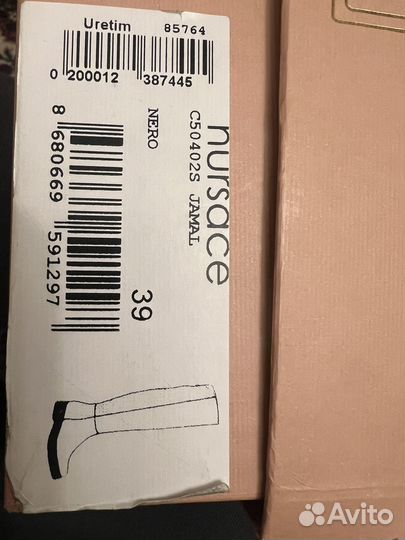 Uretim 85764
0 200012 387445
nursace
C50402S JAMAL
NERO
8 680669 591297
39
Avito